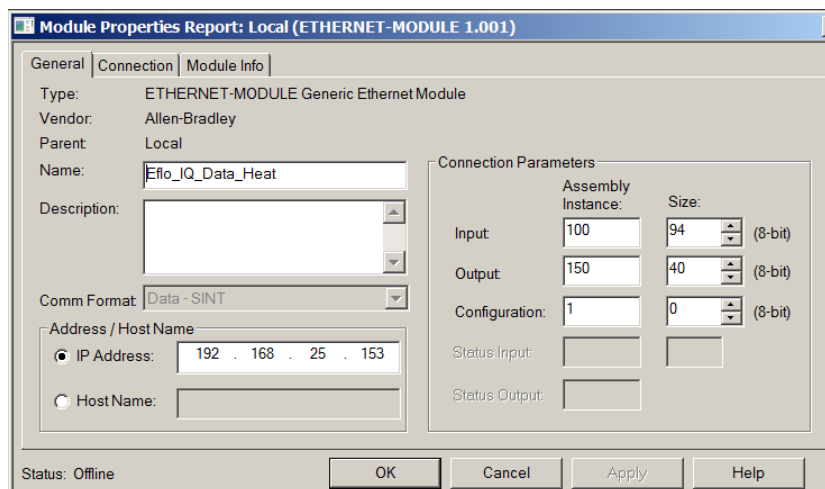 Module Properties Report: Local (ETHERNET-MODULE 1.001)
General Connection Module Info
Type: ETHERNET-MODULE Generic Ethernet Module
Vendor: Allen-Bradley
Parent: Local
Name: Eflo_IQ_Data_Heat
Description:
Comm Format: Data - SINT
Address / Host Name
IP Address: 192 . 168 . 25 . 153
Host Name:
Connection Parameters
Assembly Instance: Size:
Input: 100 94 (8-bit)
Output: 150 40 (8-bit)
Configuration: 1 0 (8-bit)
Status Input:
Status Output:
Status: Offline OK Cancel Apply Help